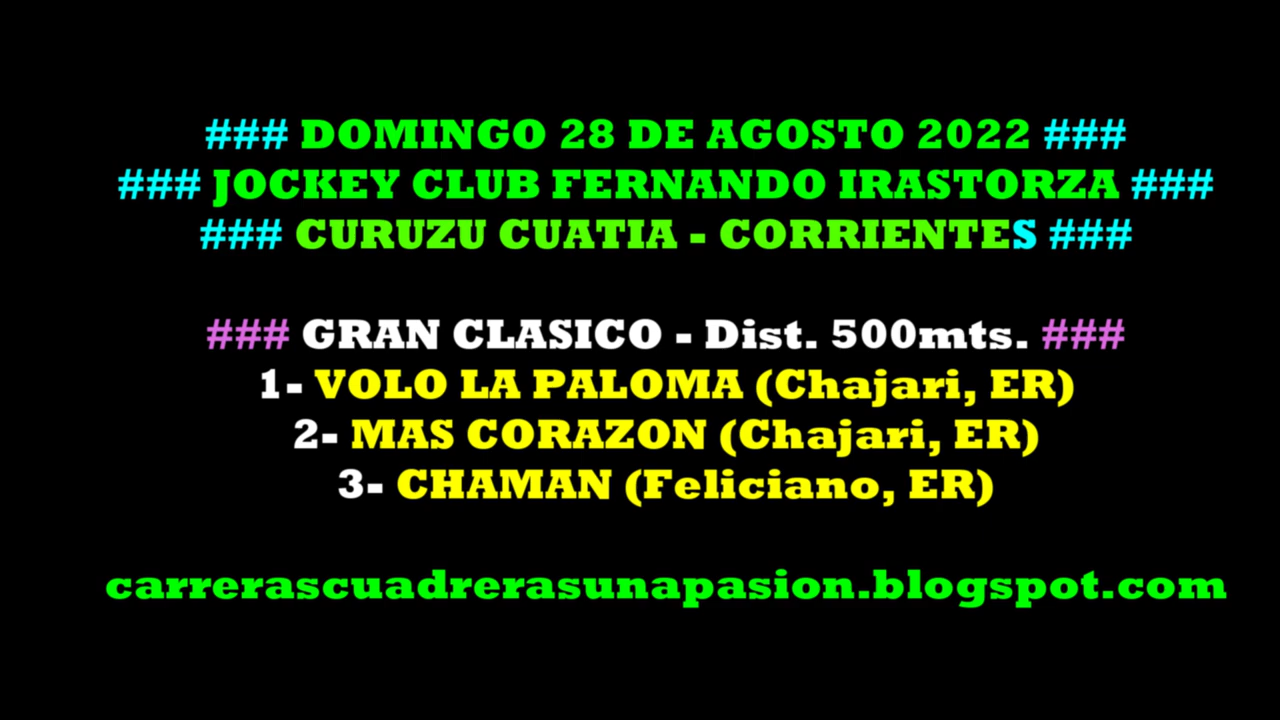 ### DOMINGO 28 DE AGOSTO 2022 ###
### JOCKEY CLUB FERNANDO IRASTORZA ###
### CURUZU CUATIA - CORRIENTES ###
### GRAN CLASICO - Dist. 500mts. ###
1- VOLO LA PALOMA (Chajari, ER)
2- MAS CORAZON (Chajari, ER)
3- CHAMAN (Feliciano, ER)
carrerascuadrerasunapasion.blogspot.com